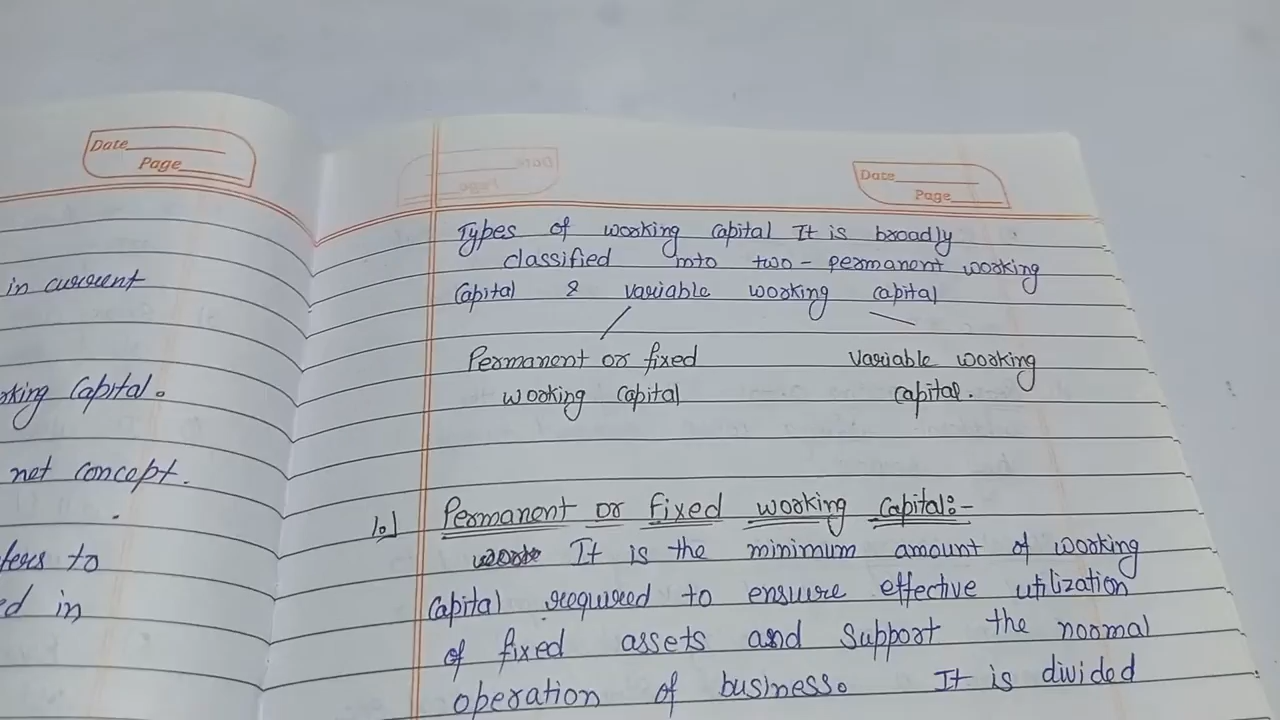 Date
Page
in current
rking Capital.
net concept.
fers to
ed in
Date
Page
Types of working Capital It is broadly
classified into two - permanent working
Capital & variable working capital
Permanent or fixed
working Capital
Variable working
capital.
1.] Permanent or fixed working Capital:-
It is the minimum amount of working
Capital required to ensure effective utilization
of fixed assets and Support the normal
operation of business. It is divided